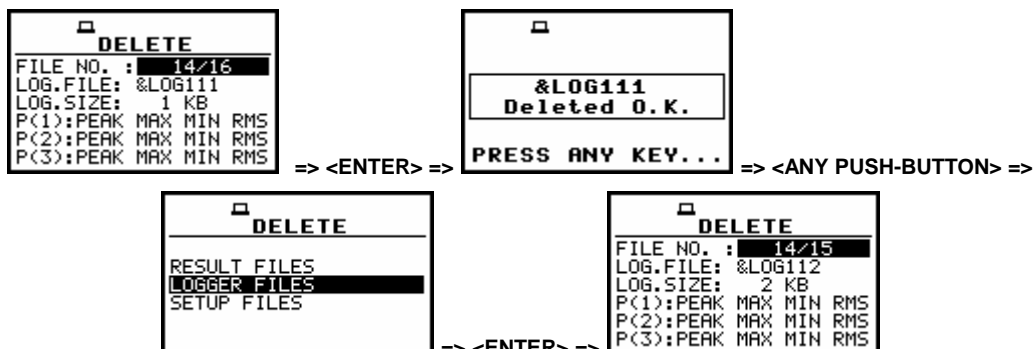 DELETE
FILE NO. : 14/16
LOG.FILE: &LOG111
LOG.SIZE: 1 KB
P(1):PEAK MAX MIN RMS
P(2):PEAK MAX MIN RMS
P(3):PEAK MAX MIN RMS
=> <ENTER> =>
&LOG111
Deleted O.K.
PRESS ANY KEY...
=> <ANY PUSH-BUTTON> =>
DELETE
RESULT FILES
LOGGER FILES
SETUP FILES
=> <ENTER> =>
DELETE
FILE NO. : 14/15
LOG.FILE: &LOG112
LOG.SIZE: 2 KB
P(1):PEAK MAX MIN RMS
P(2):PEAK MAX MIN RMS
P(3):PEAK MAX MIN RMS